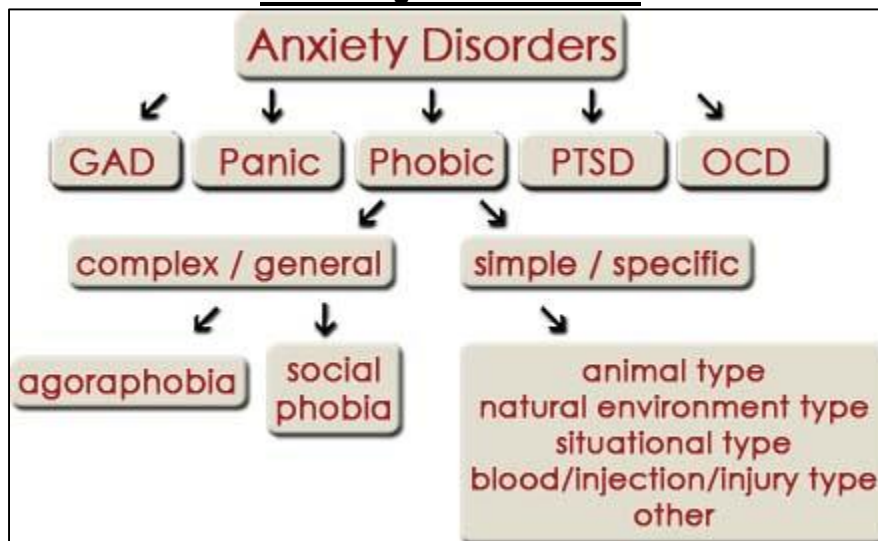 Anxiety Disorders
GAD
Panic
Phobic
PTSD
OCD
complex / general
simple / specific
agoraphobia
social
phobia
animal type
natural environment type
situational type
blood/injection/injury type
other